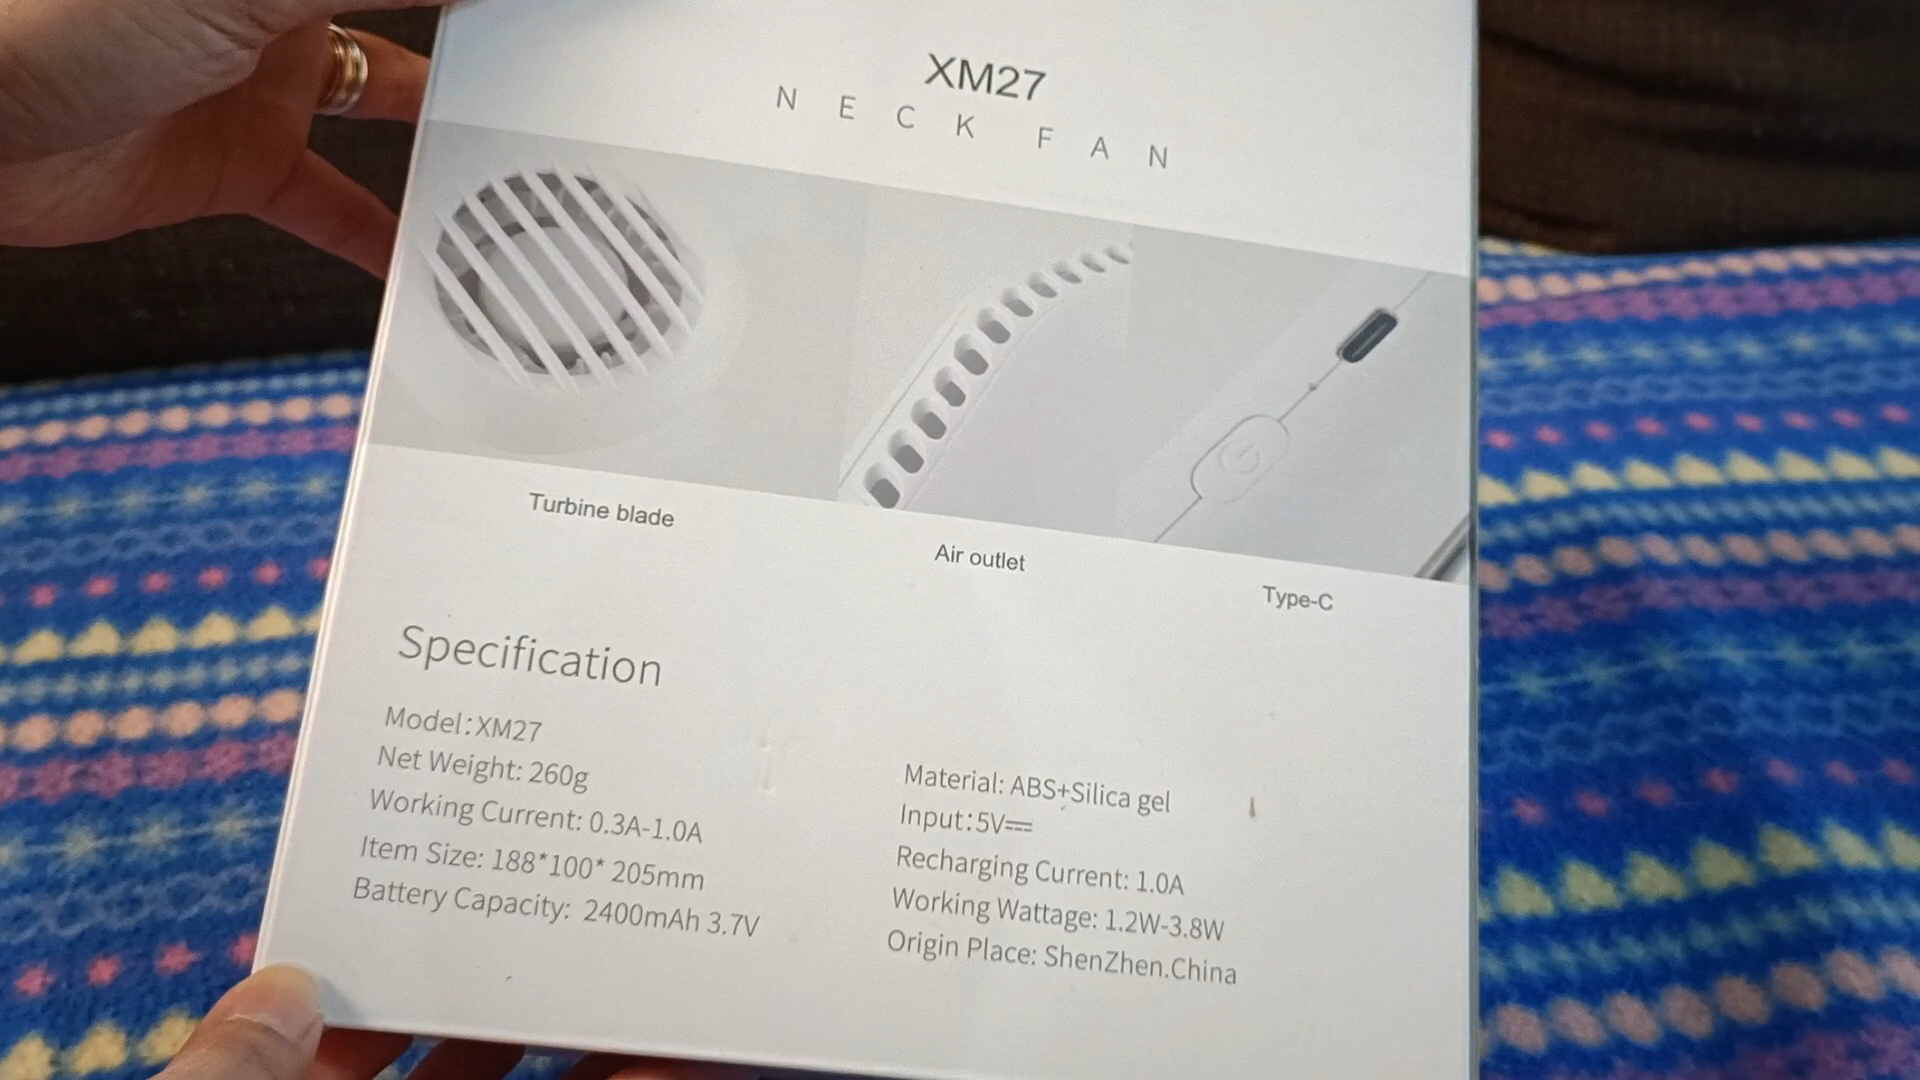 XM27
NECK FAN
Turbine blade
Air outlet
Type-C
Specification
Model:XM27
Net Weight: 260g
Working Current: 0.3A-1.0A
Item Size: 188*100* 205mm
Battery Capacity: 2400mAh 3.7V
Material: ABS+Silica gel
Input:5V⎓
Recharging Current: 1.0A
Working Wattage: 1.2W-3.8W
Origin Place: ShenZhen.China